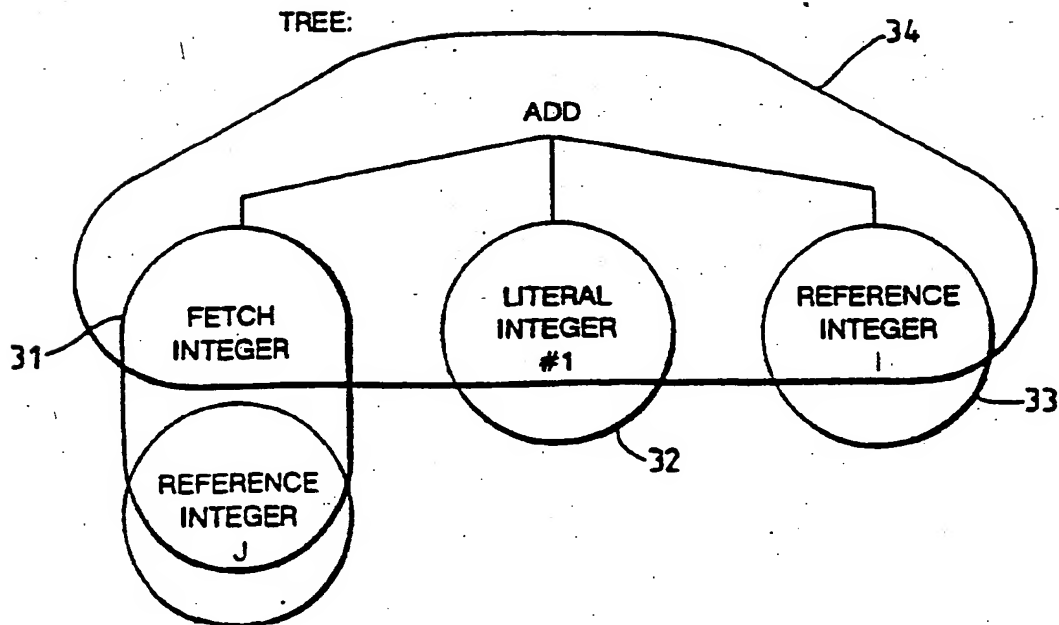 TREE:
34
ADD
FETCH
INTEGER
LITERAL
INTEGER
#1
REFERENCE
INTEGER
I
31
33
32
REFERENCE
INTEGER
J